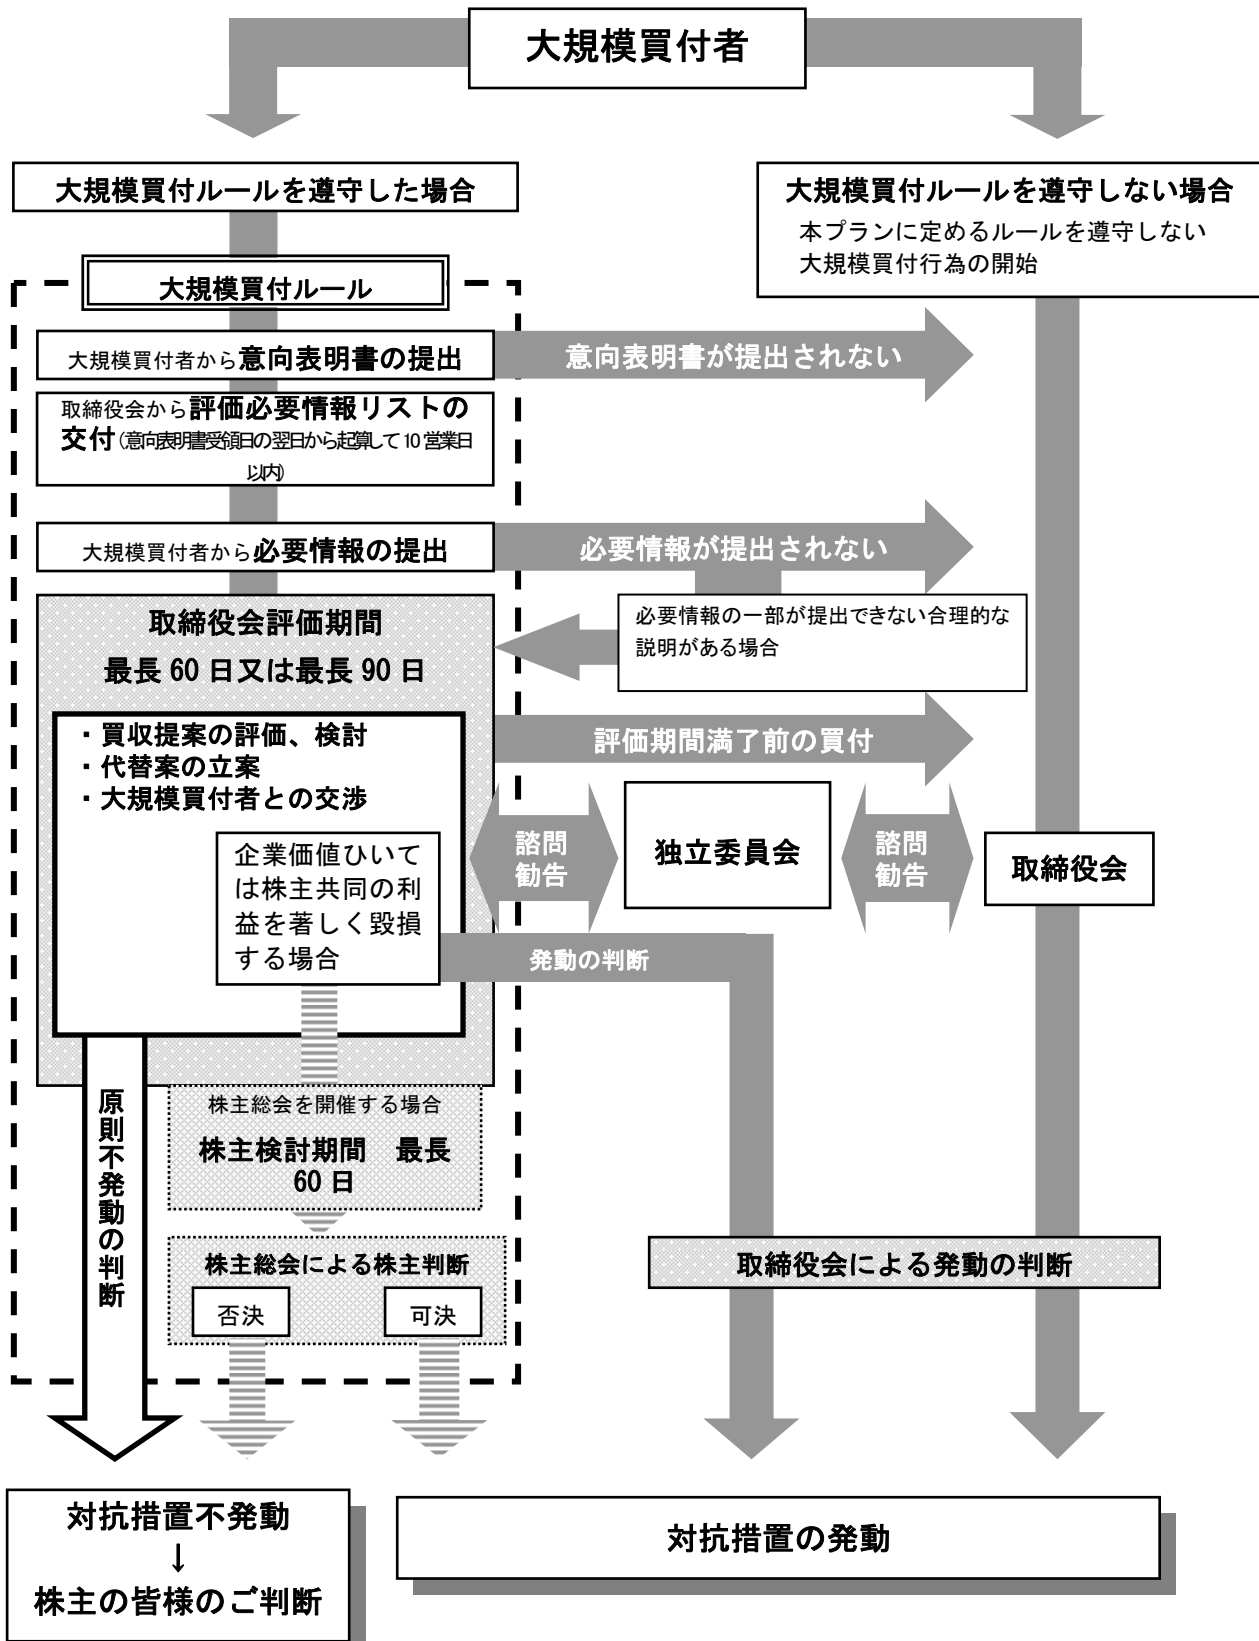 大規模買付者
大規模買付ルールを遵守した場合
大規模買付ルールを遵守しない場合
本プランに定めるルールを遵守しない
大規模買付行為の開始
大規模買付ルール
大規模買付者から意向表明書の提出
意向表明書が提出されない
取締役会から評価必要情報リストの
交付(意向表明書受領日の翌日から起算して10営業日
以内)
大規模買付者から必要情報の提出
必要情報が提出されない
必要情報の一部が提出できない合理的な
説明がある場合
取締役会評価期間
最長 60 日又は最長 90 日
・買収提案の評価、検討
・代替案の立案
・大規模買付者との交渉
評価期間満了前の買付
企業価値ひいて
は株主共同の利
益を著しく毀損
する場合
諮問
勧告
独立委員会
諮問
勧告
取締役会
発動の判断
原則不発動の判断
株主総会を開催する場合
株主検討期間 最長
60 日
株主総会による株主判断
否決
可決
取締役会による発動の判断
対抗措置不発動
↓
株主の皆様のご判断
対抗措置の発動